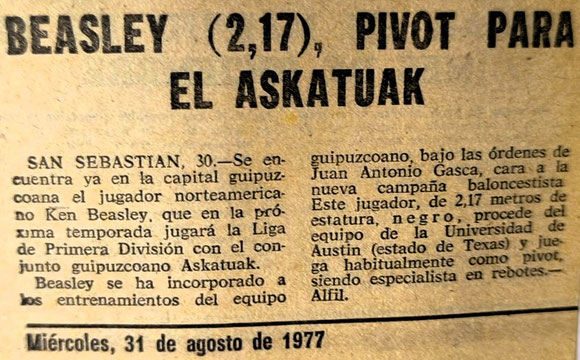 BEASLEY (2,17), PIVOT PARA
EL ASKATUAK
SAN SEBASTIAN, 30.—Se en-
cuentra ya en la capital guipuz-
coana el jugador norteamerica-
no Ken Beasley, que en la pró-
xima temporada jugará la Liga
de Primera División con el con-
junto guipuzcoano Askatuak.
Beasley se ha incorporado a
los entrenamientos del equipo
guipuzcoano, bajo las órdenes de
Juan Antonio Gasca, cara a la
nueva campaña baloncestista
Este jugador, de 2,17 metros de
estatura, negro, procede del
equipo de la Universidad de
Austin (estado de Texas) y jue-
ga habitualmente como pivot,
siendo especialista en rebotes.—
Alfil.
Miércoles, 31 de agosto de 1977